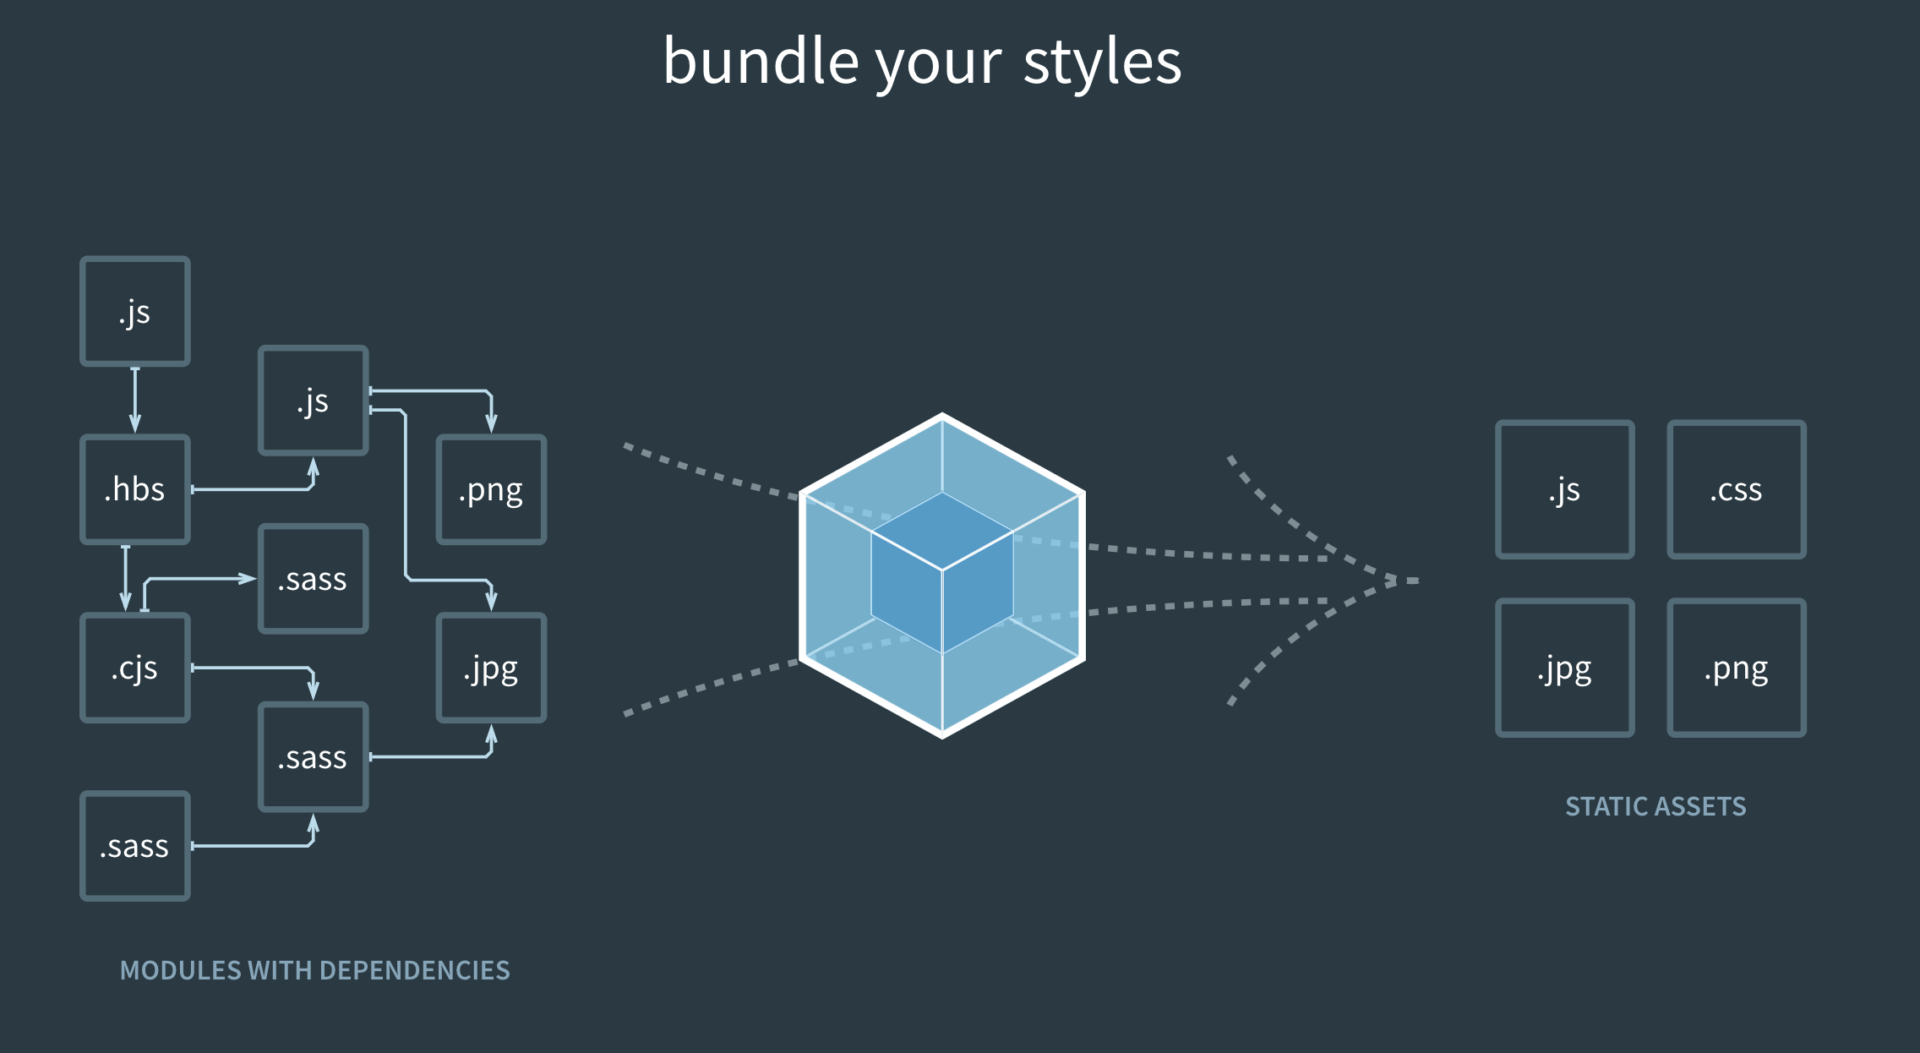 bundle your styles
.js
.js
.hbs
.png
.sass
.cjs
.jpg
.sass
.sass
MODULES WITH DEPENDENCIES
.js
.css
.jpg
.png
STATIC ASSETS